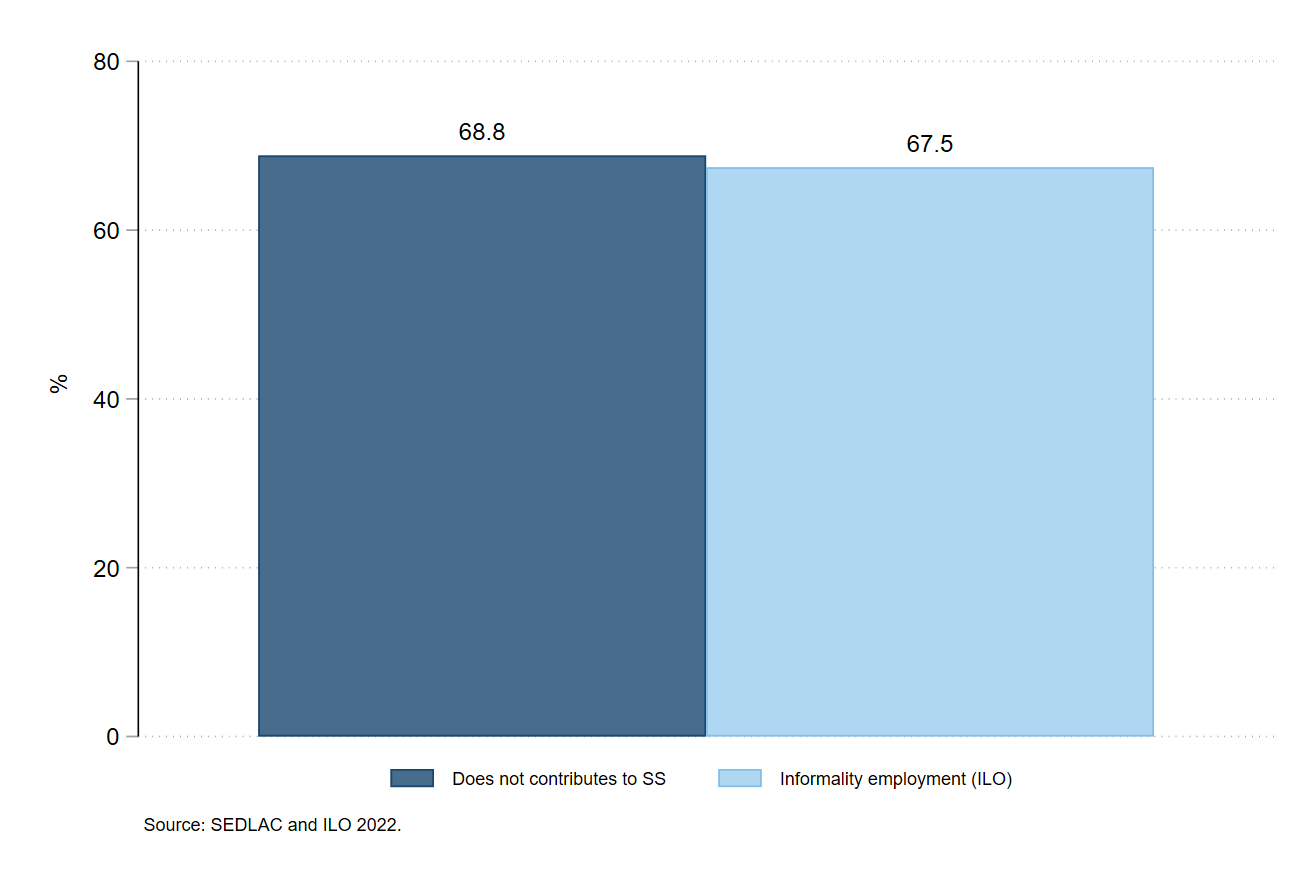 80
68.8
67.5
60
%
40
20
0
Does not contributes to SS
Informality employment (ILO)
Source: SEDLAC and ILO 2022.